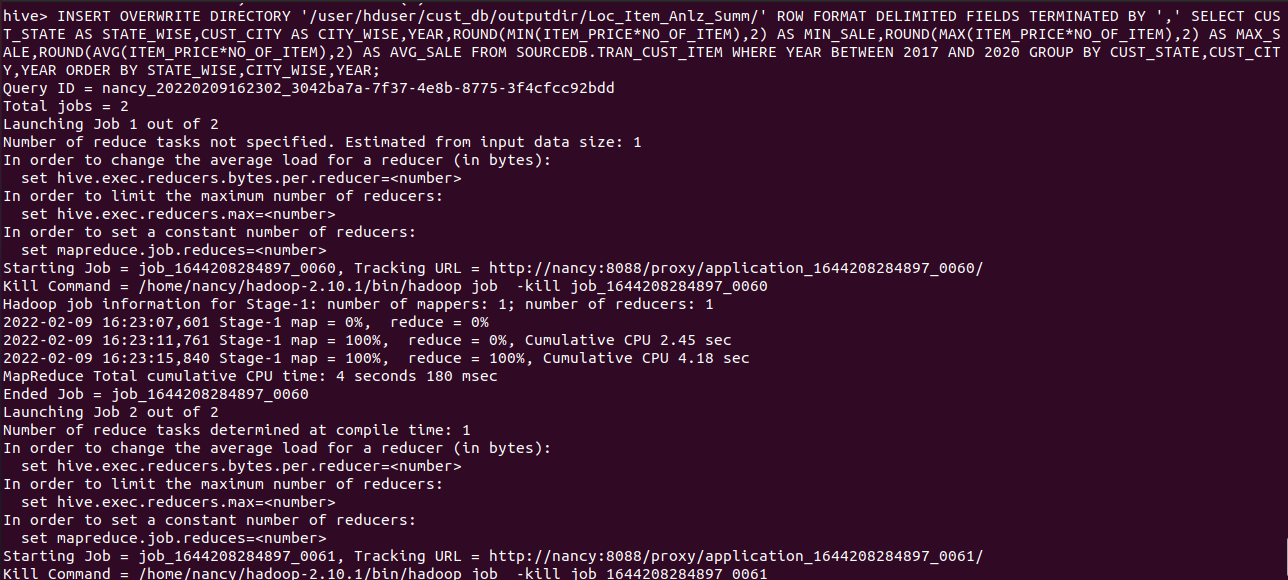 hive> INSERT OVERWRITE DIRECTORY '/user/hduser/cust_db/outputdir/Loc_Item_Anlz_Summ/' ROW FORMAT DELIMITED FIELDS TERMINATED BY ',' SELECT CUS
T_STATE AS STATE_WISE,CUST_CITY AS CITY_WISE,YEAR,ROUND(MIN(ITEM_PRICE*NO_OF_ITEM),2) AS MIN_SALE,ROUND(MAX(ITEM_PRICE*NO_OF_ITEM),2) AS MAX_S
ALE,ROUND(AVG(ITEM_PRICE*NO_OF_ITEM),2) AS AVG_SALE FROM SOURCEDB.TRAN_CUST_ITEM WHERE YEAR BETWEEN 2017 AND 2020 GROUP BY CUST_STATE,CUST_CIT
Y,YEAR ORDER BY STATE_WISE,CITY_WISE,YEAR;
Query ID = nancy_20220209162302_3042ba7a-7f37-4e8b-8775-3f4cfcc92bdd
Total jobs = 2
Launching Job 1 out of 2
Number of reduce tasks not specified. Estimated from input data size: 1
In order to change the average load for a reducer (in bytes):
  set hive.exec.reducers.bytes.per.reducer=<number>
In order to limit the maximum number of reducers:
  set hive.exec.reducers.max=<number>
In order to set a constant number of reducers:
  set mapreduce.job.reduces=<number>
Starting Job = job_1644208284897_0060, Tracking URL = http://nancy:8088/proxy/application_1644208284897_0060/
Kill Command = /home/nancy/hadoop-2.10.1/bin/hadoop job  -kill job_1644208284897_0060
Hadoop job information for Stage-1: number of mappers: 1; number of reducers: 1
2022-02-09 16:23:07,601 Stage-1 map = 0%,  reduce = 0%
2022-02-09 16:23:11,761 Stage-1 map = 100%,  reduce = 0%, Cumulative CPU 2.45 sec
2022-02-09 16:23:15,840 Stage-1 map = 100%,  reduce = 100%, Cumulative CPU 4.18 sec
MapReduce Total cumulative CPU time: 4 seconds 180 msec
Ended Job = job_1644208284897_0060
Launching Job 2 out of 2
Number of reduce tasks determined at compile time: 1
In order to change the average load for a reducer (in bytes):
  set hive.exec.reducers.bytes.per.reducer=<number>
In order to limit the maximum number of reducers:
  set hive.exec.reducers.max=<number>
In order to set a constant number of reducers:
  set mapreduce.job.reduces=<number>
Starting Job = job_1644208284897_0061, Tracking URL = http://nancy:8088/proxy/application_1644208284897_0061/
Kill Command = /home/nancy/hadoop-2.10.1/bin/hadoop job  -kill job_1644208284897_0061